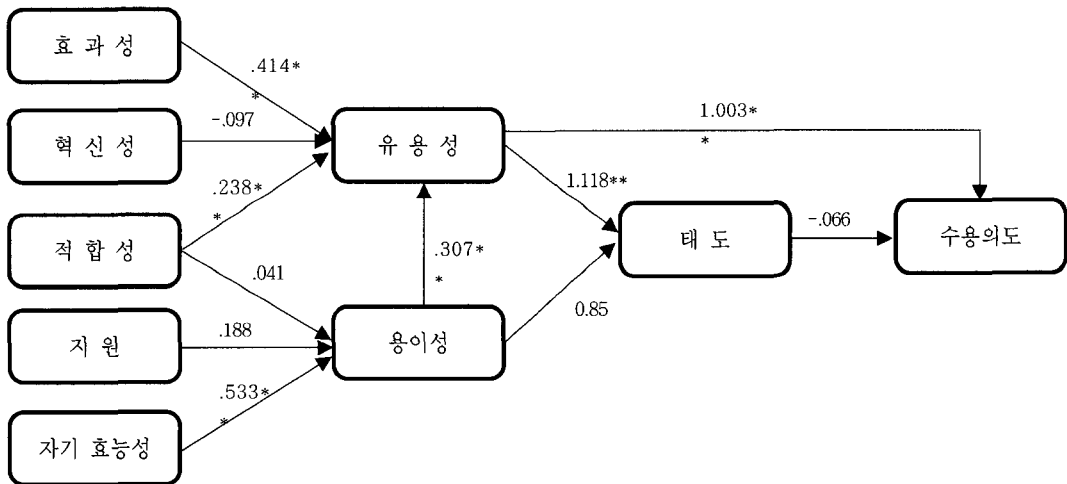 효 과 성
.414*
*
혁 신 성
-.097
유 용 성
1.003*
*
.238*
*
1.118**
적 합 성
.041
.307*
*
태 도
-.066
수용의도
지 원
.188
용이성
0.85
.533*
*
자기 효능성